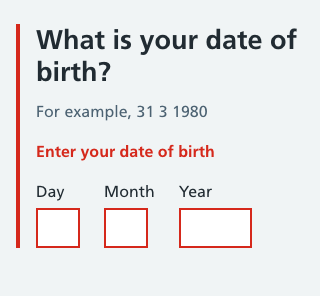 What is your date of
birth?
For example, 31 3 1980
Enter your date of birth
Day Month Year